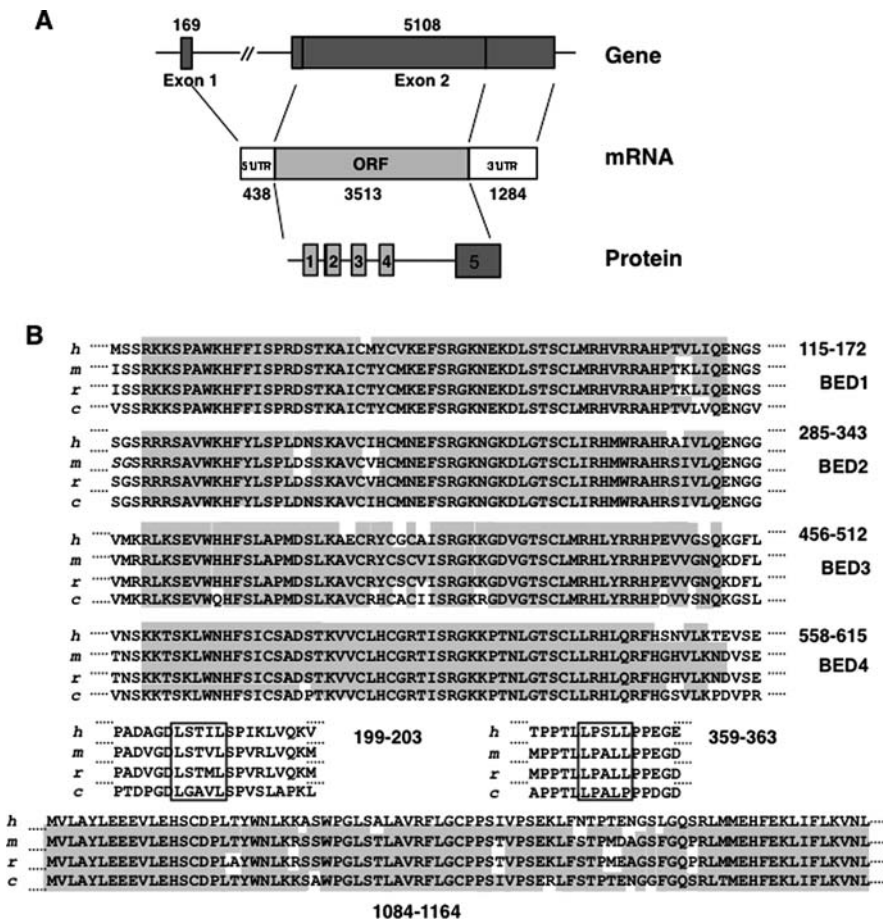 A
169
5108
Gene
Exon 1
Exon 2
5'UTR
ORF
3'UTR
mRNA
438
3513
1284
1
2
3
4
5
Protein
B
h MSSRKKSPAWKHFFISPRDSTKAICMYCVKEFSRGKNEKDLSTSCLMRHVRRAHPTVLIQENGS 115-172
m ISSRKKSPAWKHFFISPRDSTKAICTYCMKEFSRGKNEKDLSTSCLMRHVRRAHPTKLIQENGS
BED1
r ISSRKKSPAWKHFFISPRDSTKAICTYCMKEFSRGKNEKDLSTSCLMRHVRRAHPTKLIQENGS
c VSSRKKSPAWKHFFISPRDSTKAICTYCMKEFSRGKNEKDLSTSCLMRHVRRAHPTVLVQENGV
h SGSRRRSAVWKHFYLSPLDNSKAVCIHCMNEFSRGKNGKDLGTSCLIRHMWRAHRAIVLQENGG 285-343
m SGSRRRSAVWKHFYLSPLDSSKAVCVHCMNEFSRGKNGKDLGTSCLIRHMWRAHRSIVLQENGG
BED2
r SGSRRRSAVWKHFYLSPLDSSKAVCIHCMNEFSRGKNGKDLGTSCLIRHMWRAHRSIVLQENGG
c SGSRRRSAVWKHFYLSPLDNSKAVCIHCMNEFSRGKNGKDLGTSCLIRHMWRAHRSIVLQENGG
h VMKRLKSEVWHHFSLAPMDSLKAECRYCGCAISRGKKGDVGTSCLMRHLYRRHPEVVGSQKGFL 456-512
m VMRRLKSEVWHHFSLAPMDSLKAVCRYCSCVISRGKKGDVGTSCLMRHLYRRHPEVVGNQKDFL
BED3
r VMRRLKSEVWHHFSLAPMDSLKAVCRYCSCVISRGKKGDVGTSCLMRHLYRRHPEVVGNQKDFL
c VMKRLKSEVWQHFSLAPMDSLKAVCRHCACIISRGKRGDVGTSCLMRHLYRRHPDVVSNQKGSL
h VNSKKTSKLWNHFSICSADSTKVVCLHCGRTISRGKKPTNLGTSCLLRHLQRFHSNVLKTEVSE 558-615
m TNSKKTSKLWNHFSICSADSTKVVCLHCGRTISRGKKPTNLGTSCLLRHLQRFHGHVLKNDVSE
BED4
r TNSKKTSKLWNHFSICSADSTKVVCLHCGRTISRGKKPTNLGTSCLLRHLQRFHGHVLKNDVSE
c VNSKKTSKLWNHFSICSADPTKVVCLHCGRTISRGKKPTNLGTSCLLRHLQRFHGSVLKPDVPR
h PADAGDLSTILSPIKLVQKV 199-203
m PADVGDLSTVLSPVRLVQKM
r PADVGDLSTMLSPVRLVQKM
c PTDPGDLGAVLSPVSLAPKL
h TPPTLLPSLLPPEGE 359-363
m MPPTLLPALLPPEGD
r MPPTLLPALLPPEGD
c APPTLLPALLPPDGD
h MVLAYLEEEVLEHSCDPLTYWNLKKASWPGLSALAVRFLGCPPSIVPSEKLFNTPTENGSLGQSRLMMEHFEKLIFLKVNL
m MVLAYLEEEVLEHSCDPLTYWNLKRSSWPGLSTLAVRFLGCPPSTVPSEKLFSTPMDAGSFGQPRLMMEHFEKLIFLKVNL
r MVLAYLEEEVLEHSCDPLAYWNLKRSSWPGLSTLAVRFLGCPPSTVPSEKLFSTPMEAGSFGQPRLMMEHFEKLIFLKVNL
c MVLAYLEEEVLEHSCDPLTYWNLKKSAWPGLSTLAVRFLGCPPSIVPSERLFSTPTENGGFGQSRLTMEHFEKLIFLKVNL
1084-1164